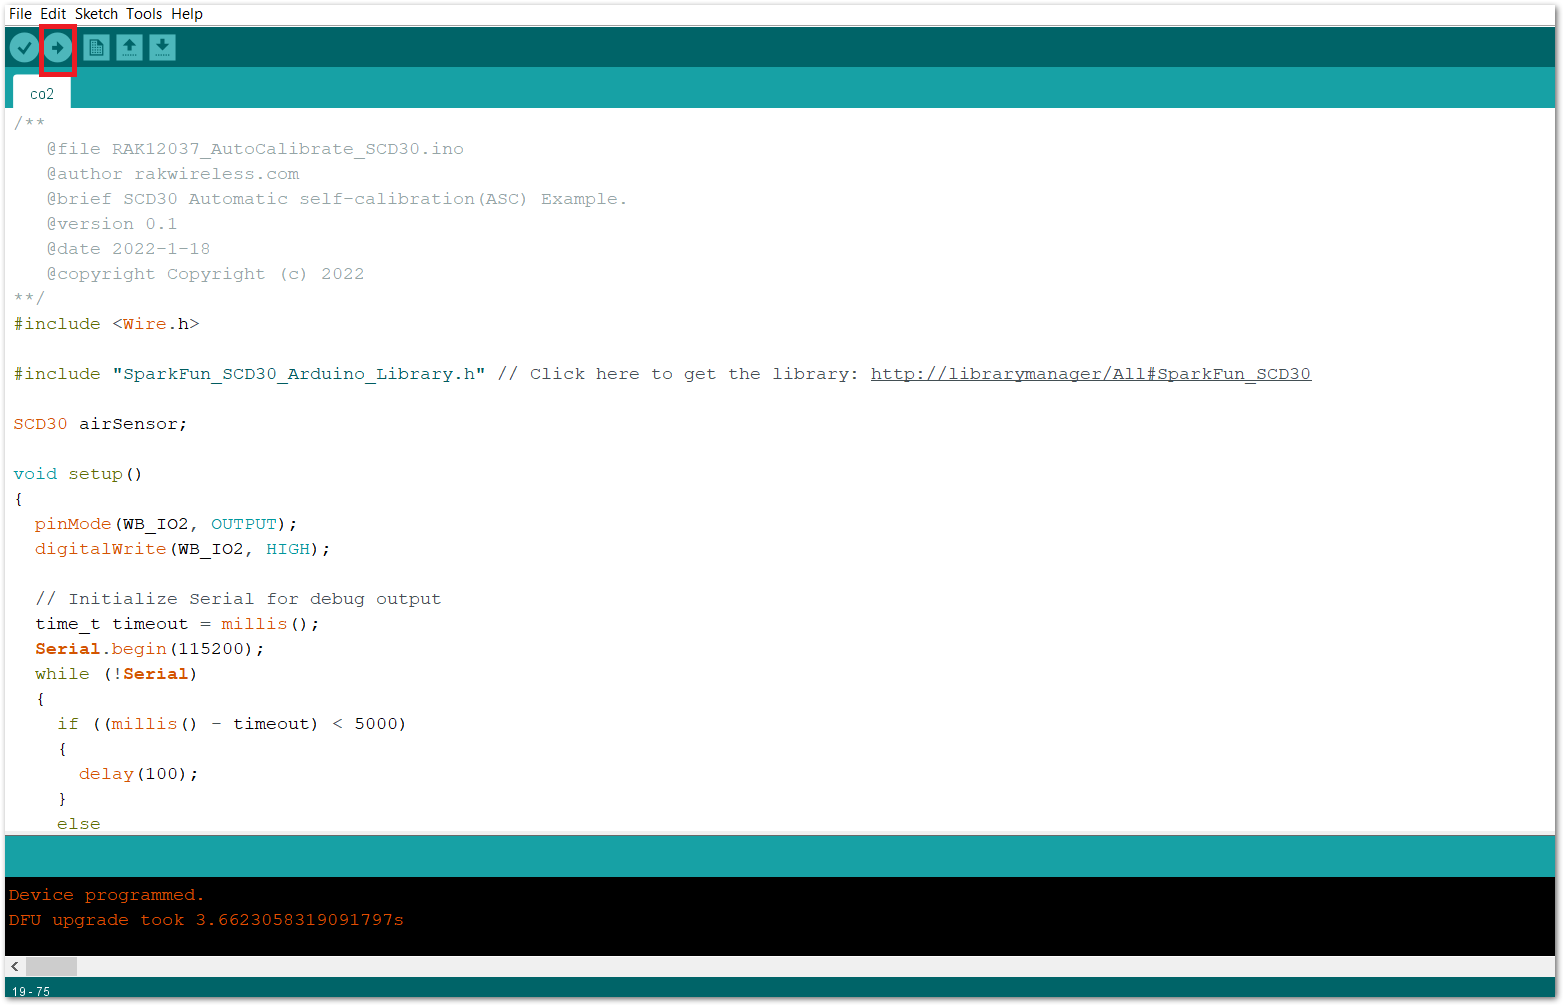 File Edit Sketch Tools Help
co2
/**
   @file RAK12037_AutoCalibrate_SCD30.ino
   @author rakwireless.com
   @brief SCD30 Automatic self-calibration(ASC) Example.
   @version 0.1
   @date 2022-1-18
   @copyright Copyright (c) 2022
**/
#include <Wire.h>

#include "SparkFun_SCD30_Arduino_Library.h" // Click here to get the library: http://librarymanager/All#SparkFun_SCD30

SCD30 airSensor;

void setup()
{
  pinMode(WB_IO2, OUTPUT);
  digitalWrite(WB_IO2, HIGH);

  // Initialize Serial for debug output
  time_t timeout = millis();
  Serial.begin(115200);
  while (!Serial)
  {
    if ((millis() - timeout) < 5000)
    {
      delay(100);
    }
    else
Device programmed.
DFU upgrade took 3.6623058319091797s
19 - 75